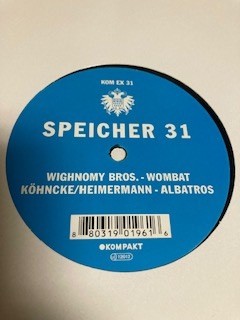 KOM EX 31
SPEICHER 31
WIGHNOMY BROS. - WOMBAT
KÖHNCKE/HEIMERMANN - ALBATROS
8 80319 01961 6
KOMPAKT